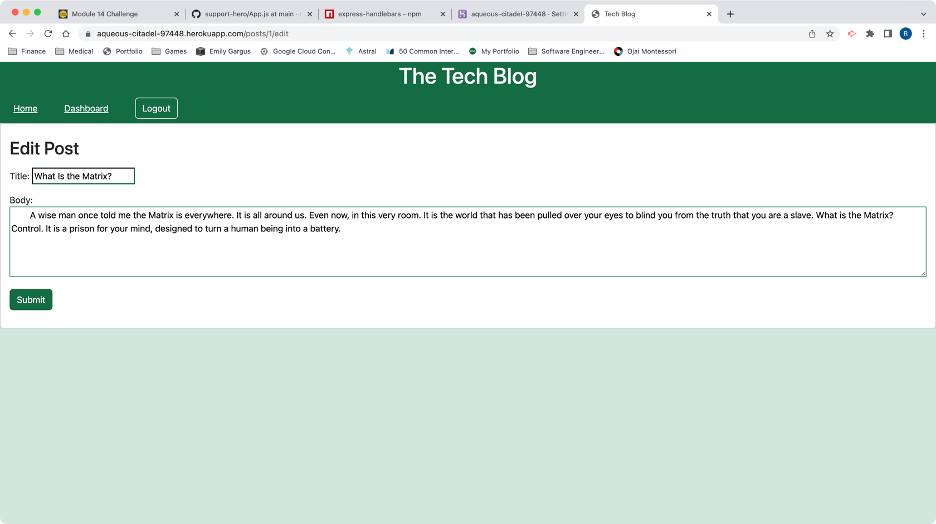 Module 14 Challenge
support-hero/App.js at main · r
express-handlebars - npm
aqueous-citadel-97448 · Setti
Tech Blog
aqueous-citadel-97448.herokuapp.com/posts/1/edit
R
Finance
Medical
Portfolio
Games
Emily Gargus
Google Cloud Con...
Astral
50 Common Inter...
My Portfolio
Software Engineer...
Ojai Montessori
The Tech Blog
Home
Dashboard
Logout
Edit Post
Title: What Is the Matrix?
Body:
A wise man once told me the Matrix is everywhere. It is all around us. Even now, in this very room. It is the world that has been pulled over your eyes to blind you from the truth that you are a slave. What is the Matrix?
Control. It is a prison for your mind, designed to turn a human being into a battery.
Submit